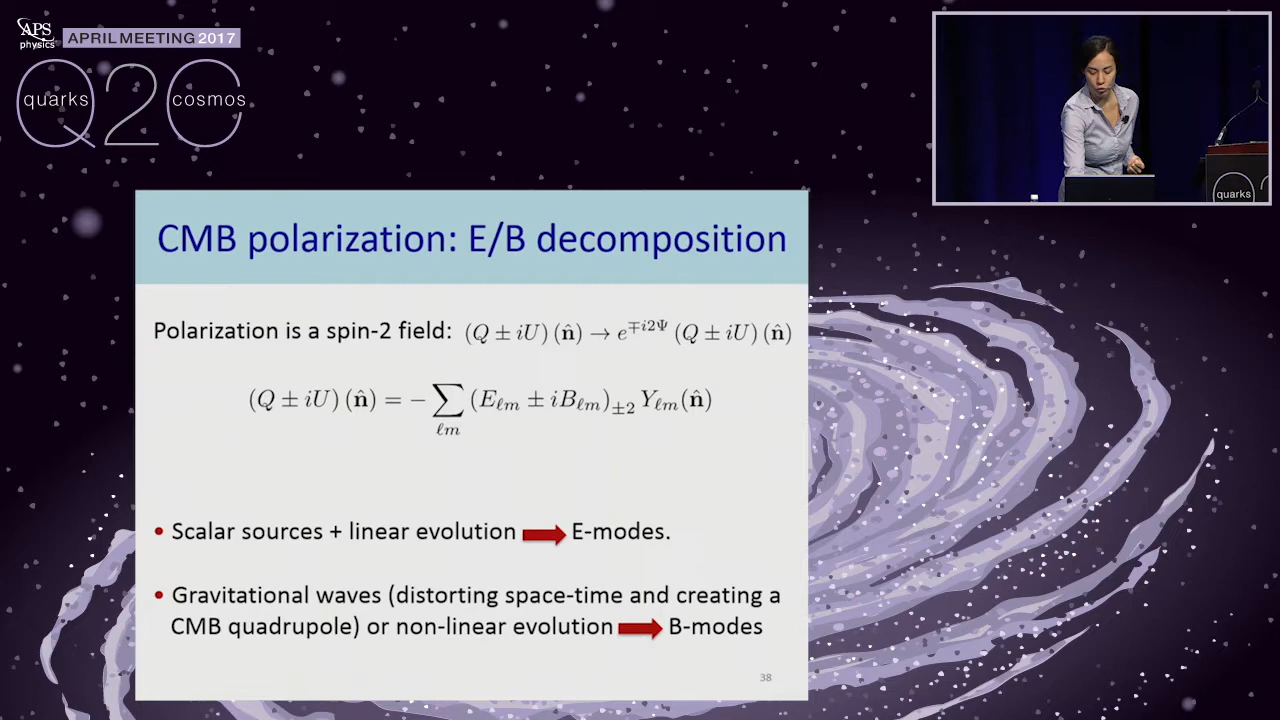 APS
physics
APRIL MEETING 2017
Q2C
quarks
cosmos
CMB polarization: E/B decomposition
Polarization is a spin-2 field: (Q ± iU) (n̂) → e^{∓i2Ψ} (Q ± iU) (n̂)
(Q ± iU) (n̂) = − ∑_{ℓm} (E_{ℓm} ± iB_{ℓm})_{±2} Y_{ℓm}(n̂)
• Scalar sources + linear evolution ➡ E-modes.
• Gravitational waves (distorting space-time and creating a
CMB quadrupole) or non-linear evolution ➡ B-modes
38
quarks